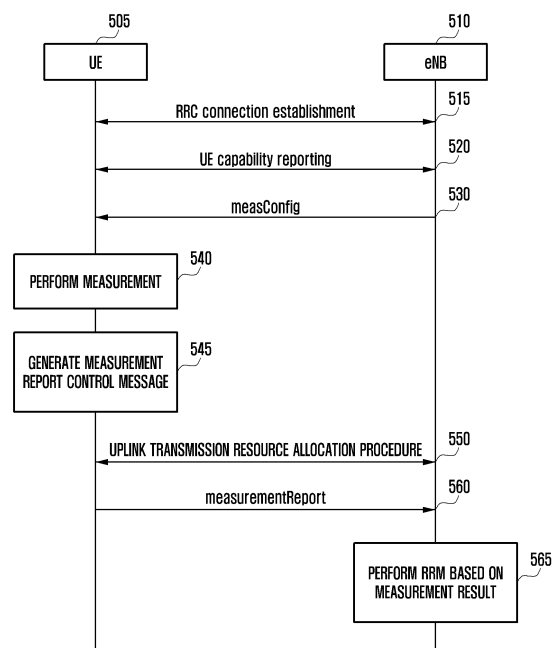 505
510
UE
eNB
RRC connection establishment
515
UE capability reporting
520
measConfig
530
PERFORM MEASUREMENT
540
GENERATE MEASUREMENT
REPORT CONTROL MESSAGE
545
UPLINK TRANSMISSION RESOURCE ALLOCATION PROCEDURE
550
measurementReport
560
PERFORM RRM BASED ON
MEASUREMENT RESULT
565